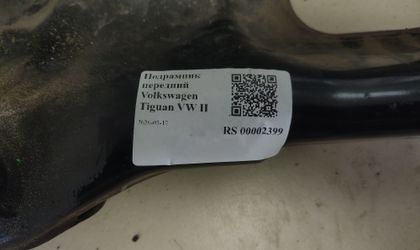 Подрамник
передний
Volkswagen
Tiguan VW II
RS 00002399